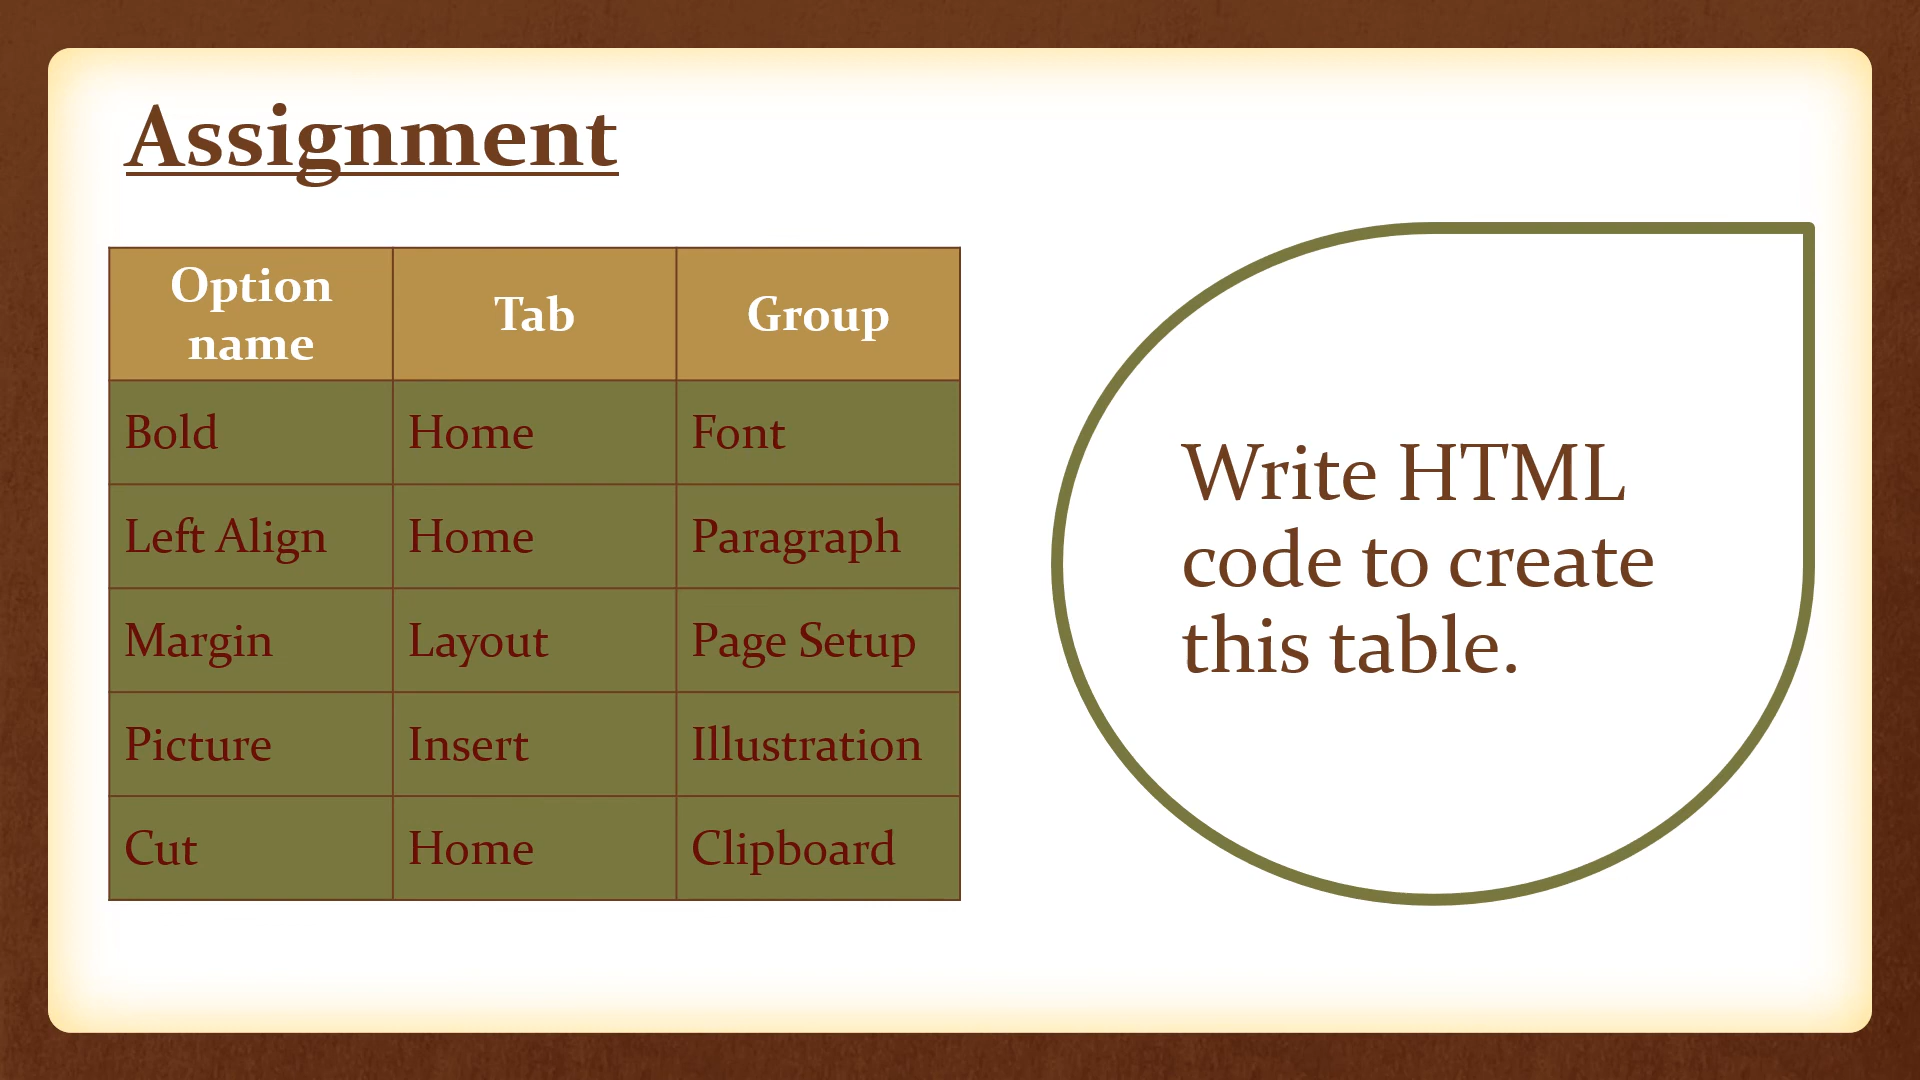 Assignment
Option name Tab Group
Bold Home Font
Left Align Home Paragraph
Margin Layout Page Setup
Picture Insert Illustration
Cut Home Clipboard
Write HTML
code to create
this table.